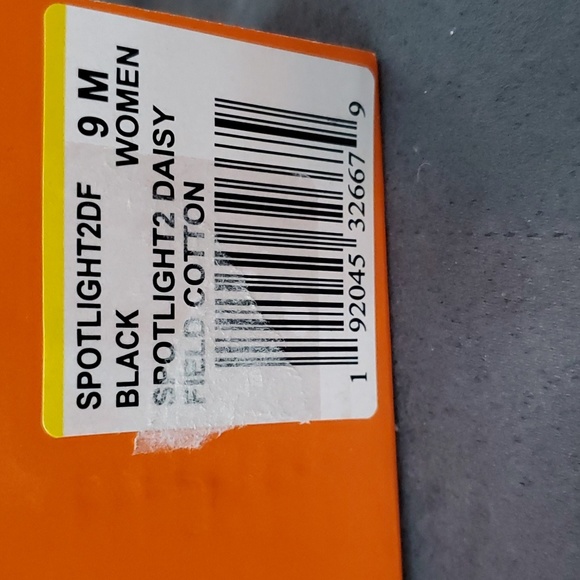 SPOTLIGHT2DF 9 M
BLACK WOMEN
SPOTLIGHT2 DAISY
FIELD COTTON
1 92045 32667 9